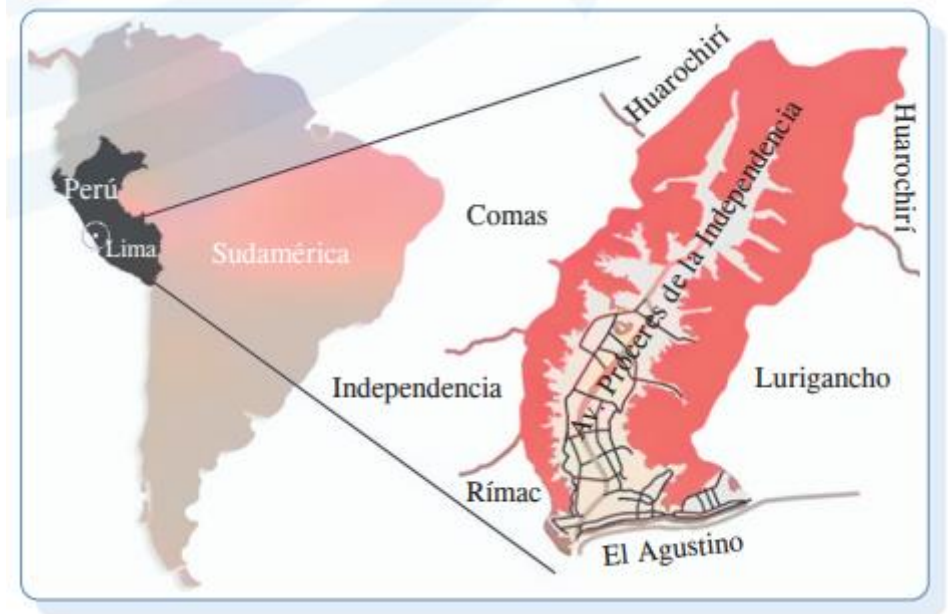 Perú
Lima
Sudamérica
Huarochirí
Huarochirí
Comas
Av. Próceres de la Independencia
Independencia
Lurigancho
Rímac
El Agustino